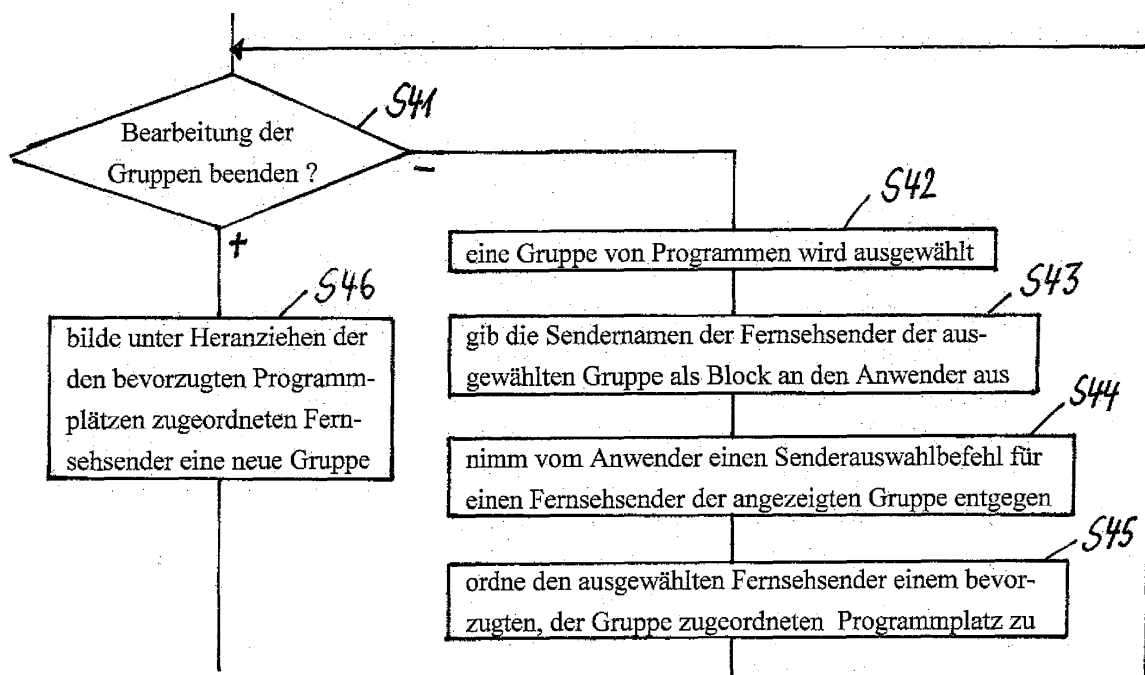 S41
Bearbeitung der
Gruppen beenden ?
–
+
S42
eine Gruppe von Programmen wird ausgewählt
S43
gib die Sendernamen der Fernsehsender der aus-
gewählten Gruppe als Block an den Anwender aus
S44
nimm vom Anwender einen Senderauswahlbefehl für
einen Fernsehsender der angezeigten Gruppe entgegen
S45
ordne den ausgewählten Fernsehsender einem bevor-
zugten, der Gruppe zugeordneten Programmplatz zu
S46
bilde unter Heranziehen der
den bevorzugten Programm-
plätzen zugeordneten Fern-
sehsender eine neue Gruppe